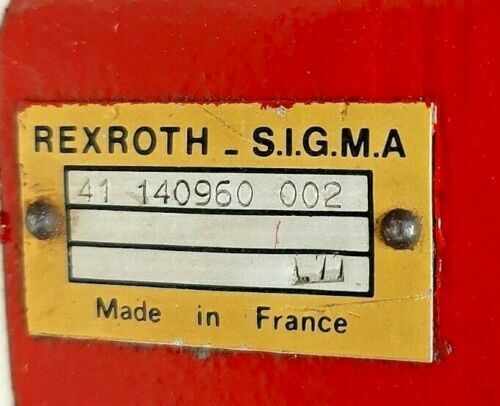 REXROTH - S.I.G.M.A
41 140960 002
Made in France